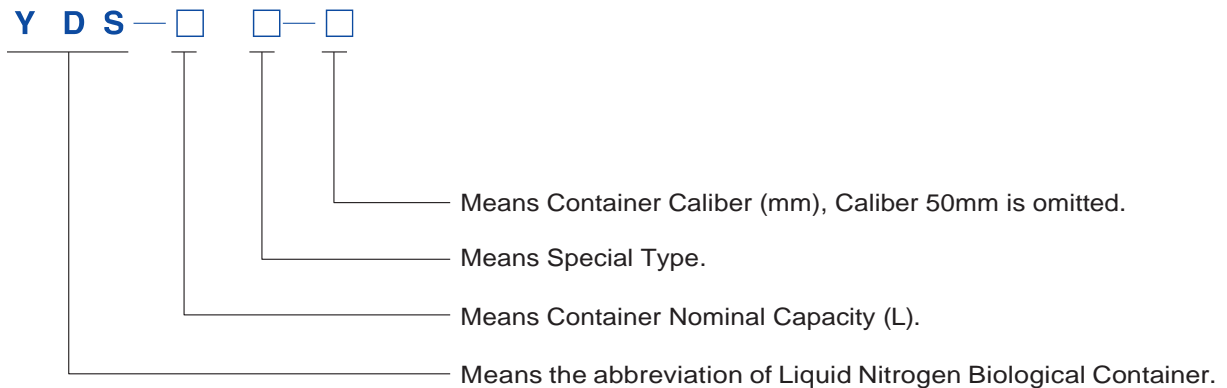 Y D S — □ □ — □
Means Container Caliber (mm), Caliber 50mm is omitted.
Means Special Type.
Means Container Nominal Capacity (L).
Means the abbreviation of Liquid Nitrogen Biological Container.